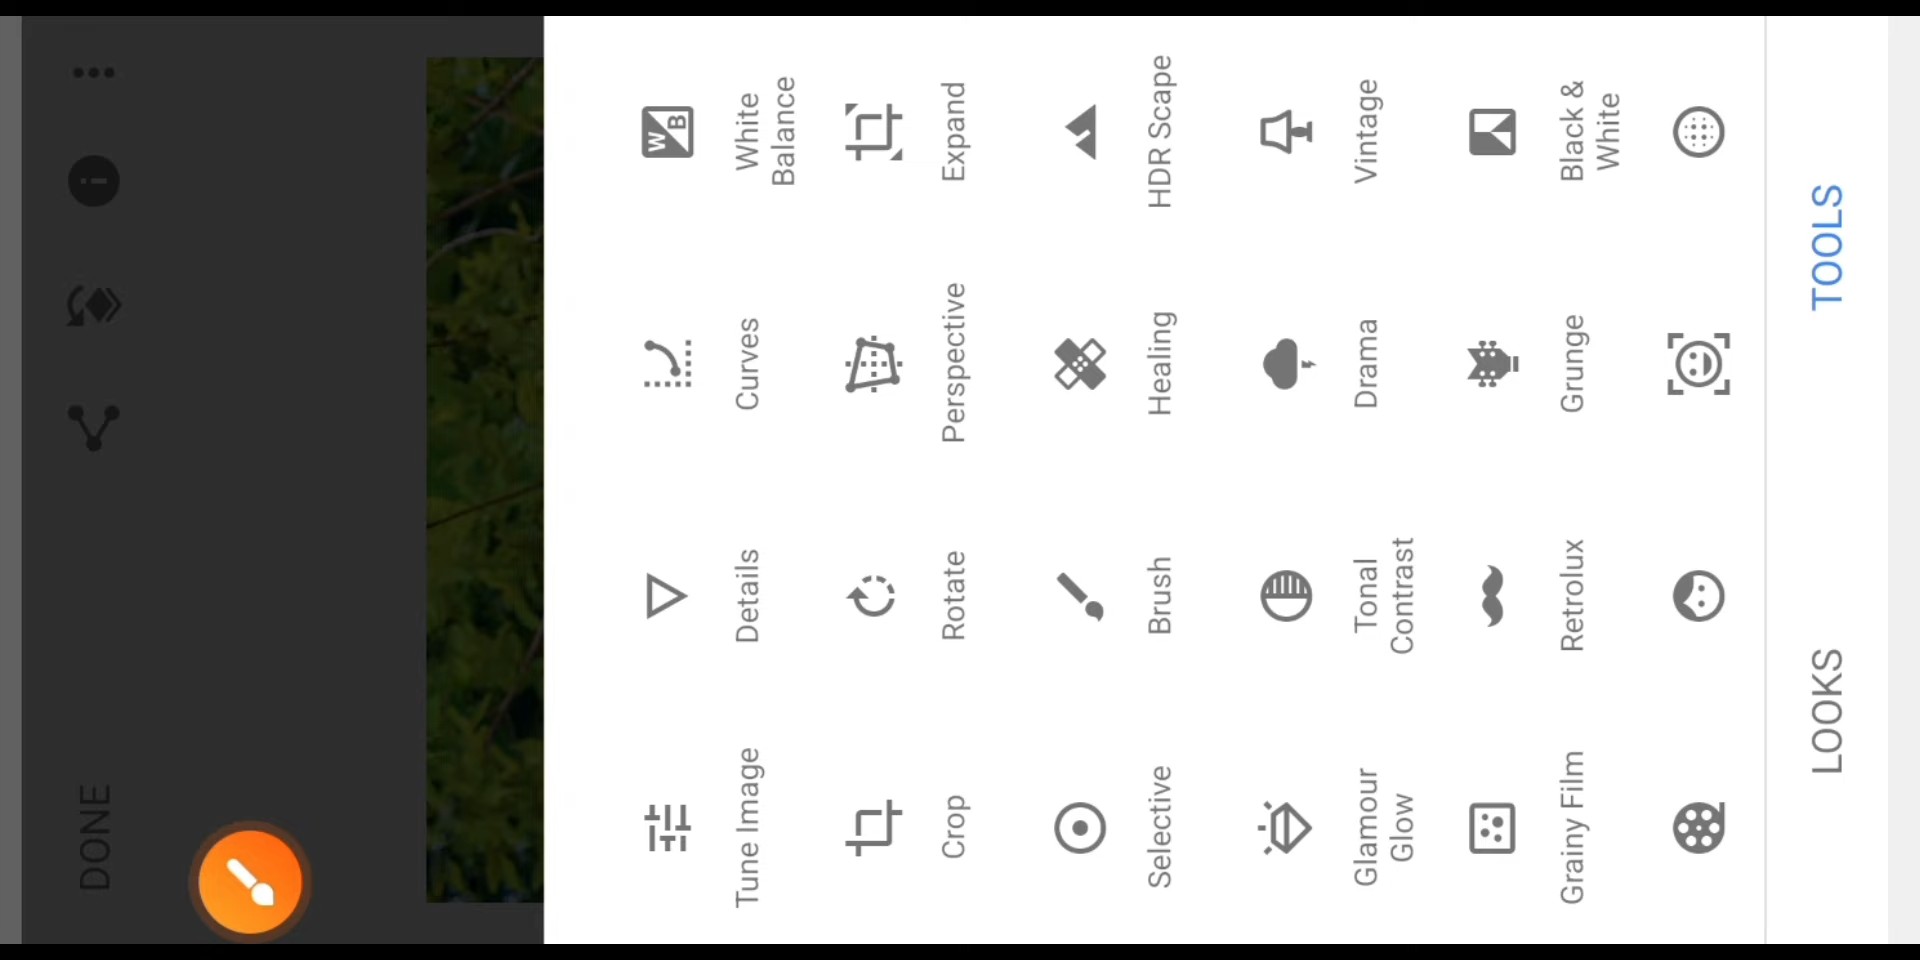 DONE
Tune Image
Details
Curves
White
Balance
Crop
Rotate
Perspective
Expand
Selective
Brush
Healing
HDR Scape
Glamour
Glow
Tonal
Contrast
Drama
Vintage
Grainy Film
Retrolux
Grunge
Black &
White
LOOKS
TOOLS